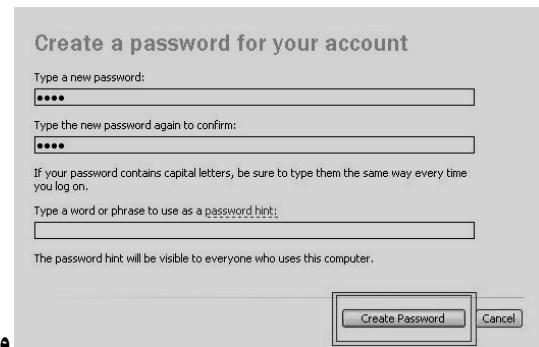 Create a password for your account
Type a new password:
••••
Type the new password again to confirm:
••••
If your password contains capital letters, be sure to type them the same way every time
you log on.
Type a word or phrase to use as a password hint:
The password hint will be visible to everyone who uses this computer.
Create Password Cancel